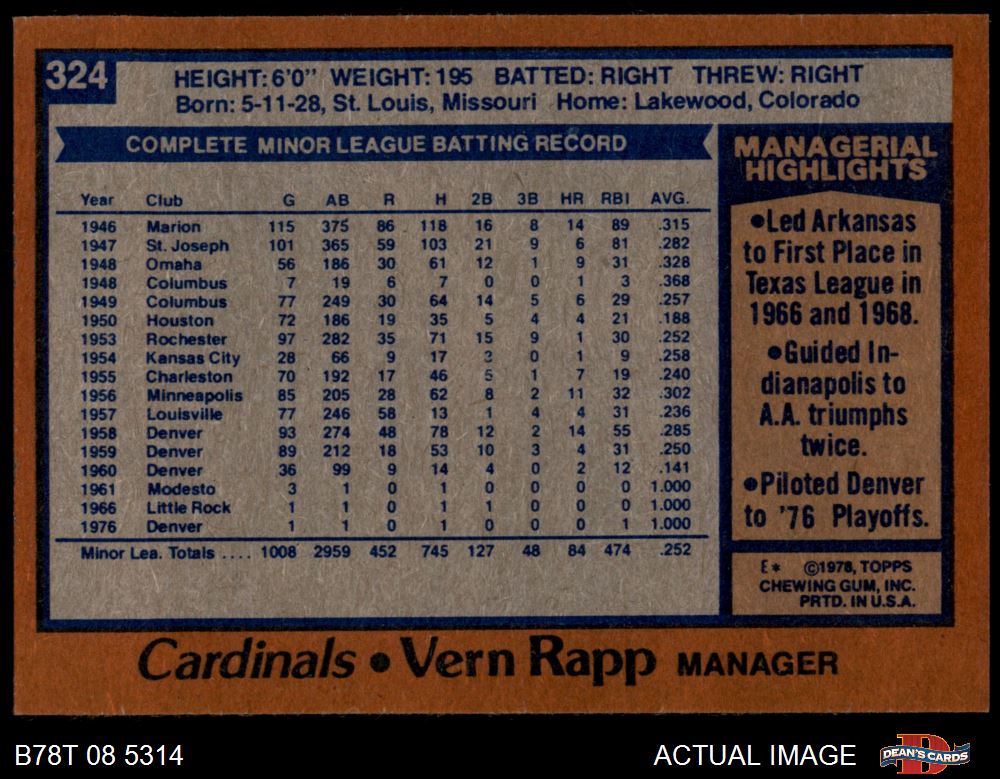 324
HEIGHT: 6'0" WEIGHT: 195 BATTED: RIGHT THREW: RIGHT
Born: 5-11-28, St. Louis, Missouri Home: Lakewood, Colorado
COMPLETE MINOR LEAGUE BATTING RECORD
Year Club G AB R H 2B 3B HR RBI AVG.
1946 Marion 115 375 86 118 16 8 14 89 .315
1947 St. Joseph 101 365 59 103 21 9 6 81 .282
1948 Omaha 56 186 30 61 12 1 9 31 .328
1948 Columbus 7 19 6 7 0 0 1 3 .368
1949 Columbus 77 249 30 64 14 5 6 29 .257
1950 Houston 72 186 19 35 5 4 4 21 .188
1953 Rochester 97 282 35 71 15 9 1 30 .252
1954 Kansas City 28 66 9 17 3 0 1 9 .258
1955 Charleston 70 192 17 46 5 1 7 19 .240
1956 Minneapolis 85 205 28 62 8 2 11 32 .302
1957 Louisville 77 246 58 13 1 4 4 31 .236
1958 Denver 93 274 48 78 12 2 14 55 .285
1959 Denver 89 212 18 53 10 3 4 31 .250
1960 Denver 36 99 9 14 4 0 2 12 .141
1961 Modesto 3 1 0 1 0 0 0 0 1.000
1966 Little Rock 1 1 0 1 1 0 0 0 1.000
1976 Denver 1 1 0 1 0 0 0 1 1.000
Minor Lea. Totals .... 1008 2959 452 745 127 48 84 474 .252
MANAGERIAL
HIGHLIGHTS
•Led Arkansas
to First Place in
Texas League in
1966 and 1968.
•Guided In-
dianapolis to
A.A. triumphs
twice.
•Piloted Denver
to '76 Playoffs.
E* ©1978, TOPPS
CHEWING GUM, INC.
PRTD. IN U.S.A.
Cardinals • Vern Rapp MANAGER
B78T 08 5314
ACTUAL IMAGE
DEAN'S CARDS